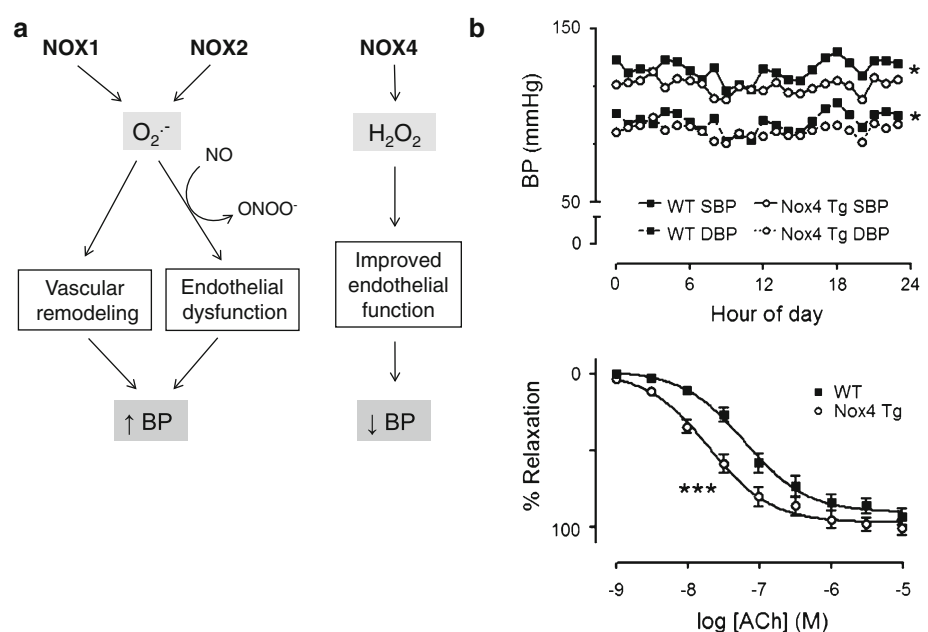 a
NOX1 NOX2 NOX4
O₂·⁻ H₂O₂
NO
ONOO⁻
Vascular
remodeling
Endothelial
dysfunction
Improved
endothelial
function
↑ BP
↓ BP
b
150
BP (mmHg)
50
0
*
*
WT SBP Nox4 Tg SBP
WT DBP Nox4 Tg DBP
0 6 12 18 24
Hour of day
0
% Relaxation
100
WT
Nox4 Tg
***
-9 -8 -7 -6 -5
log [ACh] (M)